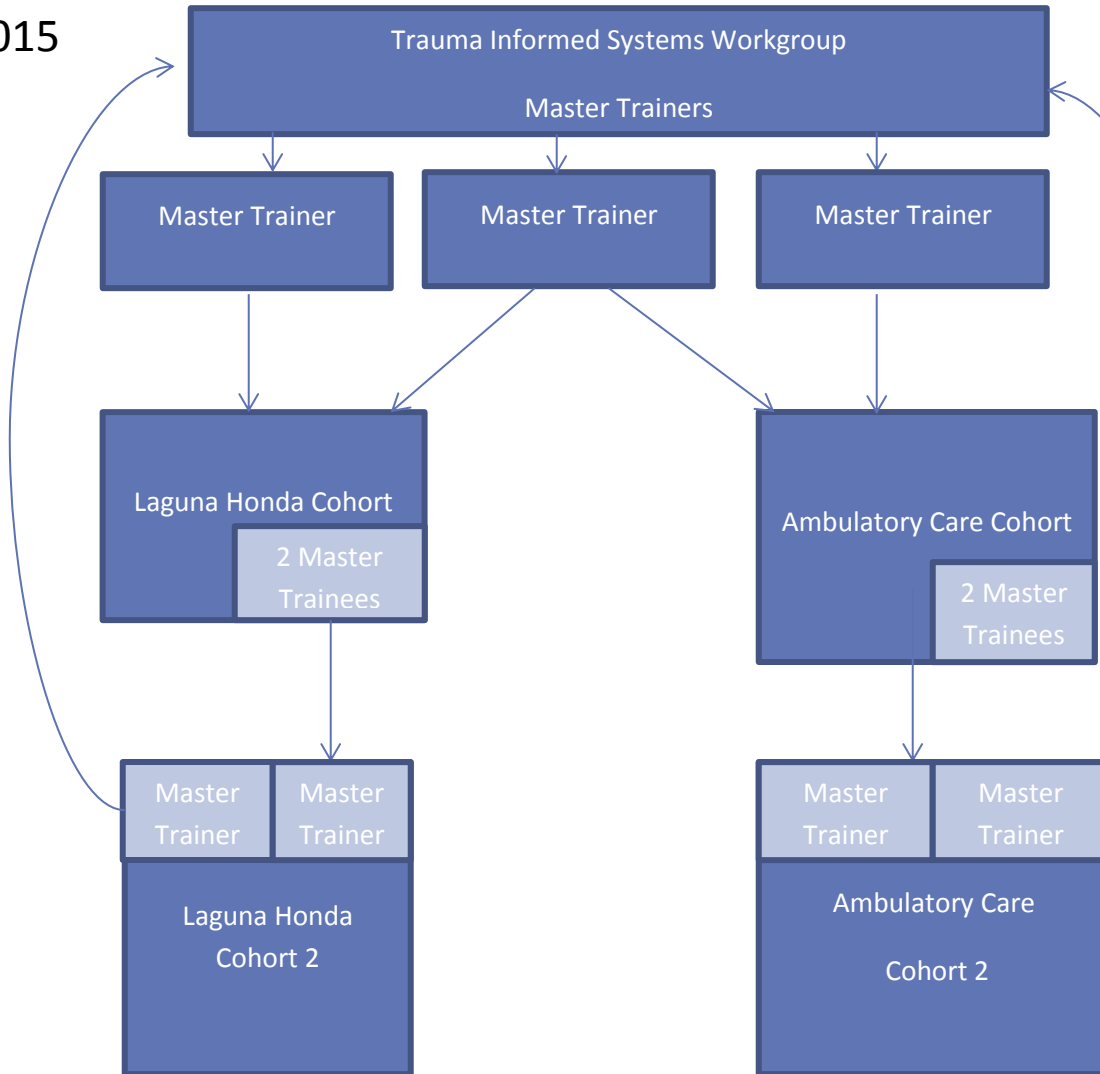 015
Trauma Informed Systems Workgroup
Master Trainers
Master Trainer
Master Trainer
Master Trainer
Laguna Honda Cohort
2 Master
Trainees
Ambulatory Care Cohort
2 Master
Trainees
Master
Trainer
Master
Trainer
Laguna Honda
Cohort 2
Master
Trainer
Master
Trainer
Ambulatory Care
Cohort 2